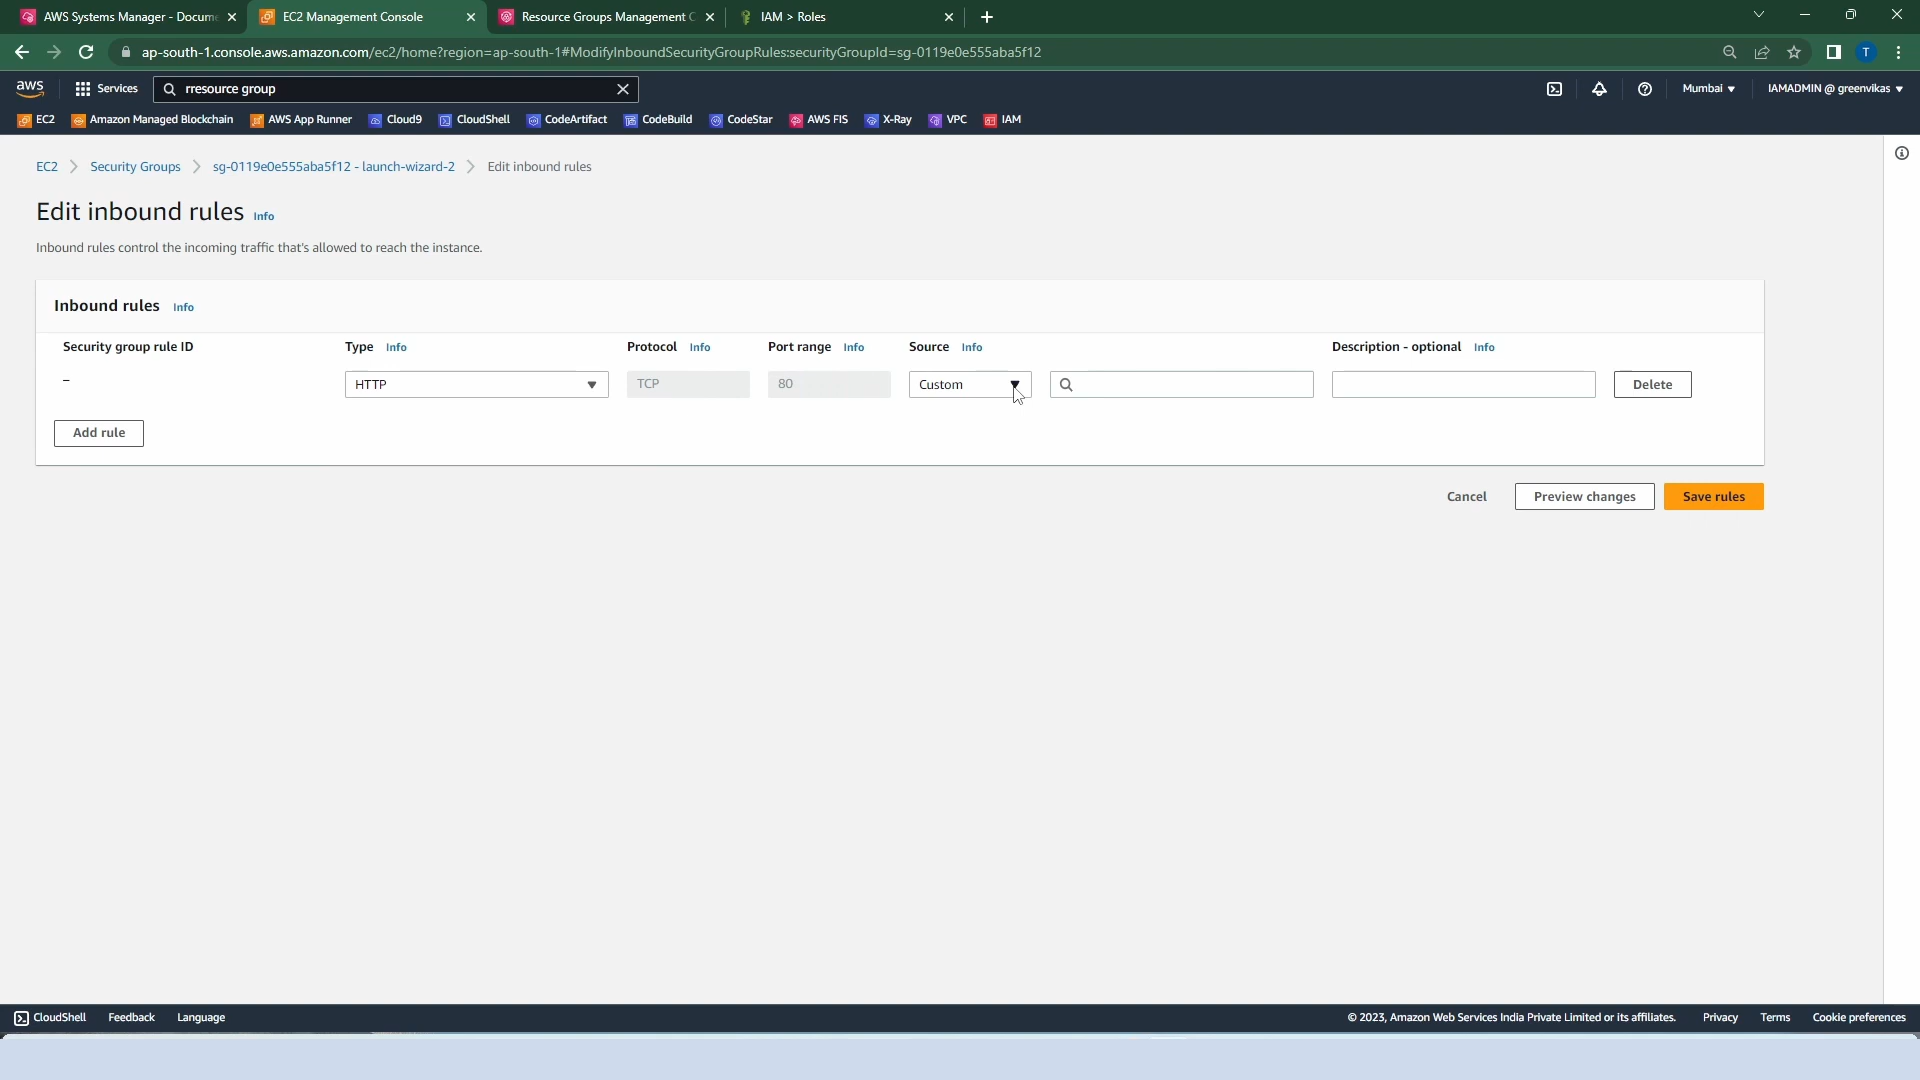 AWS Systems Manager - Docum
EC2 Management Console
Resource Groups Management C
IAM > Roles
ap-south-1.console.aws.amazon.com/ec2/home?region=ap-south-1#ModifyInboundSecurityGroupRules:securityGroupId=sg-0119e0e555aba5f12
T
aws
Services
rresource group
Mumbai
IAMADMIN @ greenvikas
EC2
Amazon Managed Blockchain
AWS App Runner
Cloud9
CloudShell
CodeArtifact
CodeBuild
CodeStar
AWS FIS
X-Ray
VPC
IAM
EC2 > Security Groups > sg-0119e0e555aba5f12 - launch-wizard-2 > Edit inbound rules
Edit inbound rules Info
Inbound rules control the incoming traffic that's allowed to reach the instance.
Inbound rules Info
Security group rule ID
Type Info
Protocol Info
Port range Info
Source Info
Description - optional Info
–
HTTP
TCP
80
Custom
Delete
Add rule
Cancel
Preview changes
Save rules
CloudShell
Feedback
Language
© 2023, Amazon Web Services India Private Limited or its affiliates.
Privacy
Terms
Cookie preferences